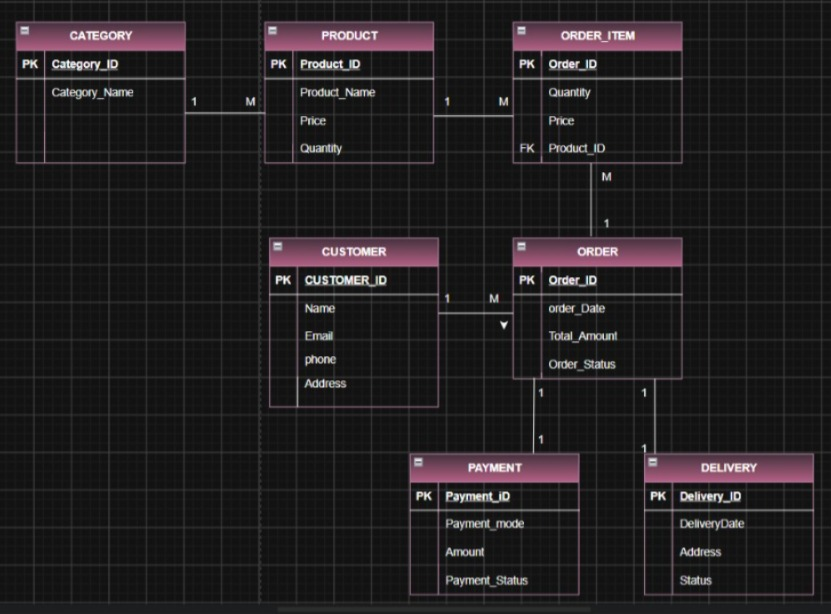 CATEGORY
PK Category_ID
Category_Name
1 M
PRODUCT
PK Product_ID
Product_Name
Price
Quantity
1 M
ORDER_ITEM
PK Order_ID
Quantity
Price
FK Product_ID
M
1
CUSTOMER
PK CUSTOMER_ID
Name
Email
phone
Address
1 M
ORDER
PK Order_ID
order_Date
Total_Amount
Order_Status
1 1
1 1
PAYMENT
PK Payment_iD
Payment_mode
Amount
Payment_Status
DELIVERY
PK Delivery_ID
DeliveryDate
Address
Status